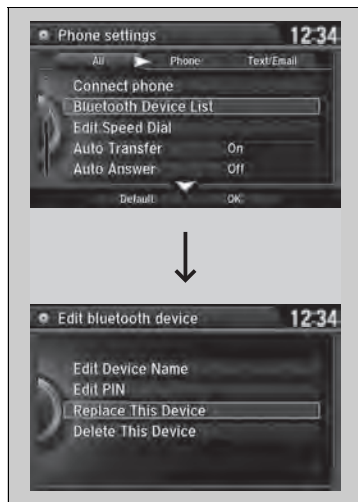 Phone settings 12:34
All Phone Text/Email
Connect phone
Bluetooth Device List
Edit Speed Dial
Auto Transfer On
Auto Answer Off
Default OK
Edit bluetooth device 12:34
Edit Device Name
Edit PIN
Replace This Device
Delete This Device